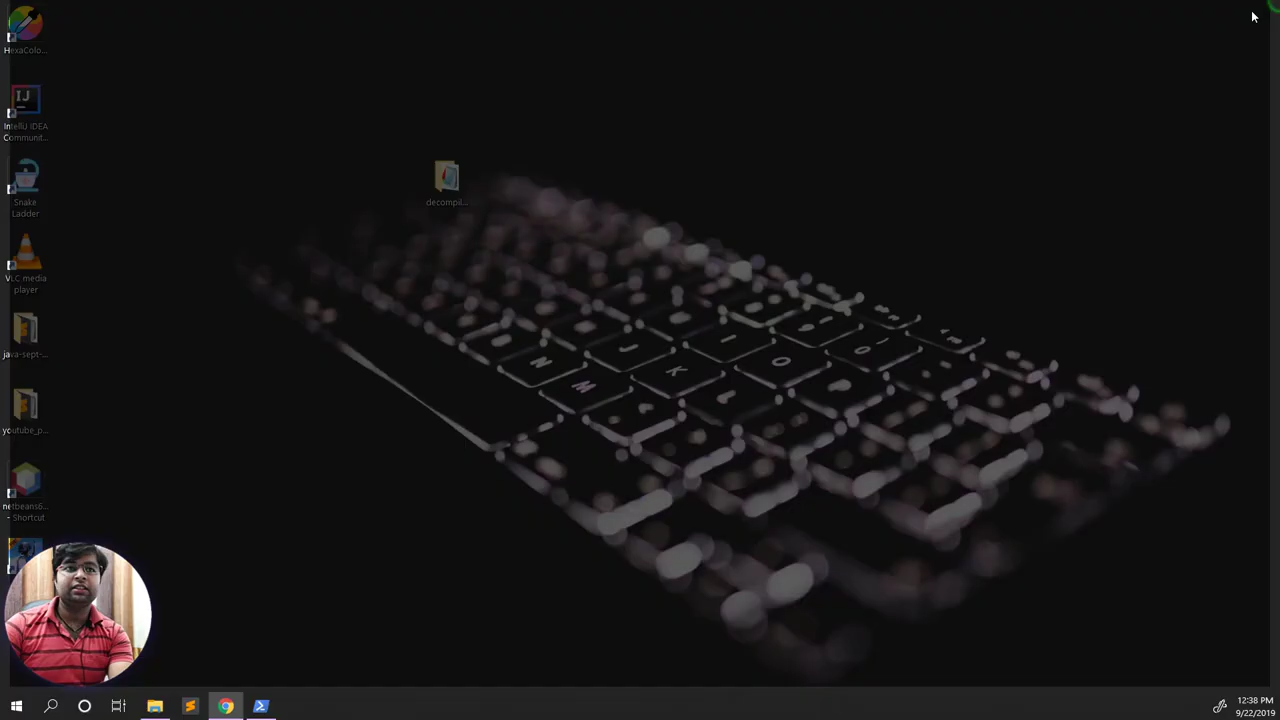 HexaColo...
IJ
IntelliJ IDEA
Communit...
Snake
Ladder
VLC media
player
java-sept-...
youtube_p...
netbeans6...
- Shortcut
decompil...
N
M
J
K
I
O
12:38 PM
9/22/2019